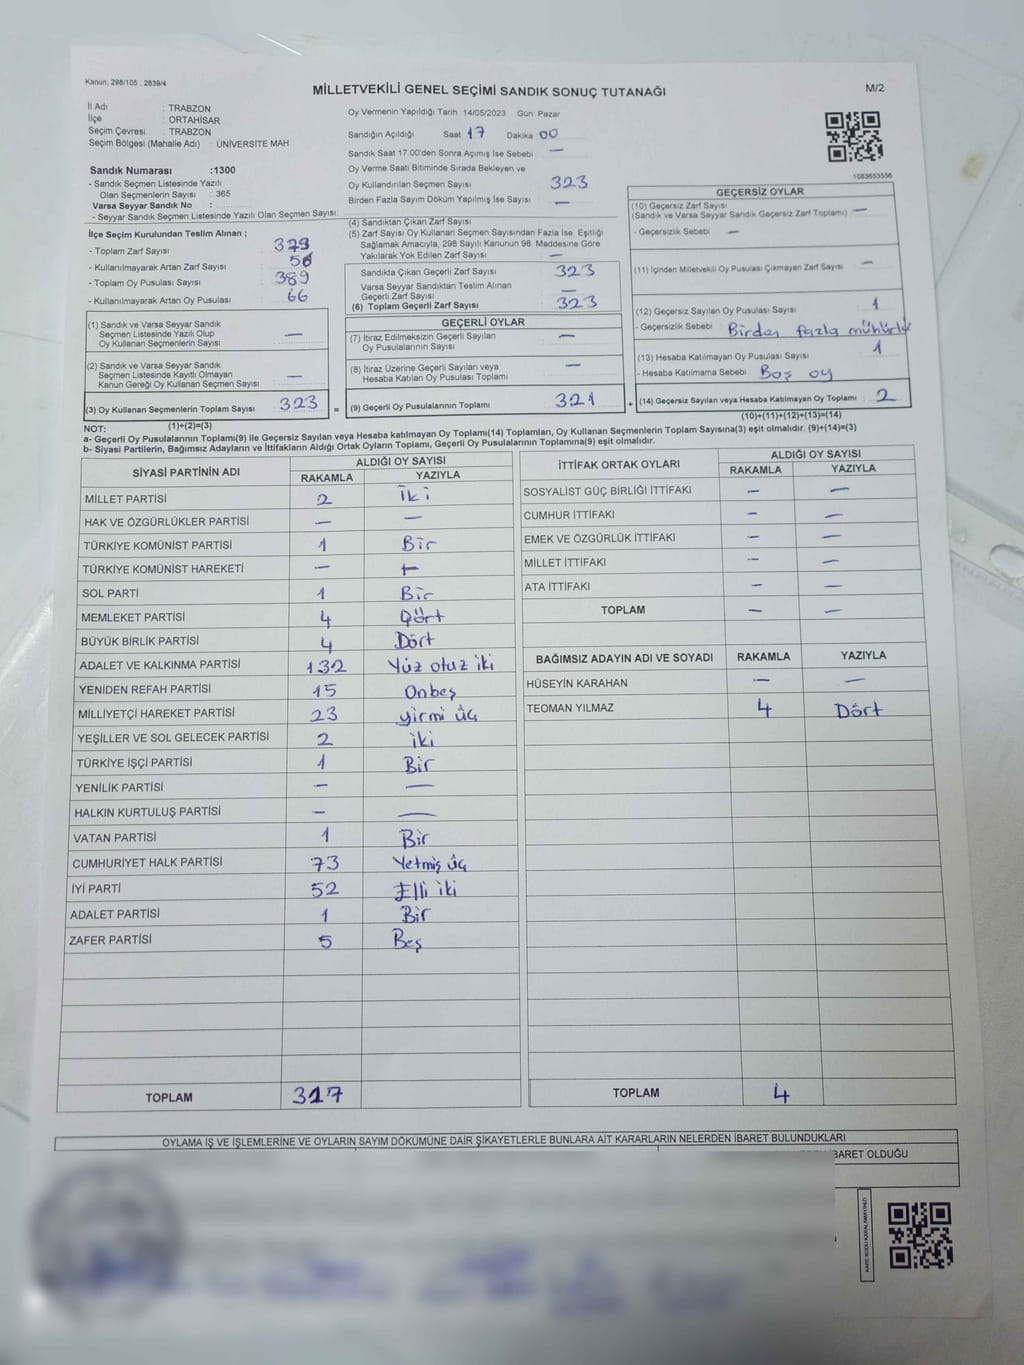 Kanun, 298/105 , 2839/4
MİLLETVEKİLİ GENEL SEÇİMİ SANDIK SONUÇ TUTANAĞI
M/2
İl Adı : TRABZON
İlçe : ORTAHİSAR
Seçim Çevresi : TRABZON
Seçim Bölgesi (Mahalle Adı) : ÜNİVERSİTE MAH.
Sandık Numarası :1300
- Sandık Seçmen Listesinde Yazılı
Olan Seçmenlerin Sayısı : 365
Varsa Seyyar Sandık No :
- Seyyar Sandık Seçmen Listesinde Yazılı Olan Seçmen Sayısı:
İlçe Seçim Kurulundan Teslim Alınan ;
- Toplam Zarf Sayısı : 379
- Kullanılmayarak Artan Zarf Sayısı : 56
- Toplam Oy Pusulası Sayısı : 389
- Kullanılmayarak Artan Oy Pusulası : 66
(1) Sandık ve Varsa Seyyar Sandık
Seçmen Listesinde Yazılı Olup
Oy Kullanan Seçmenlerin Sayısı : —
(2) Sandık ve Varsa Seyyar Sandık
Seçmen Listesinde Kayıtlı Olmayan
Kanun Gereği Oy Kullanan Seçmen Sayısı : —
(3) Oy Kullanan Seçmenlerin Toplam Sayısı : 323
(1)+(2)=(3)
Oy Vermenin Yapıldığı Tarih :14/05/2023 Gün :Pazar
Sandığın Açıldığı Saat 17 Dakika 00
Sandık Saat 17:00'den Sonra Açılmış İse Sebebi : —
Oy Verme Saati Bitiminde Sırada Bekleyen ve
Oy Kullandırılan Seçmen Sayısı : 323
Birden Fazla Sayım Döküm Yapılmış İse Sayısı : —
(4) Sandıktan Çıkan Zarf Sayısı :
(5) Zarf Sayısı Oy Kullanan Seçmen Sayısından Fazla İse, Eşitliği
Sağlamak Amacıyla, 298 Sayılı Kanunun 98. Maddesine Göre
Yakılarak Yok Edilen Zarf Sayısı : —
Sandıkta Çıkan Geçerli Zarf Sayısı : 323
Varsa Seyyar Sandıktan Teslim Alınan
Geçerli Zarf Sayısı : —
(6) Toplam Geçerli Zarf Sayısı : 323
GEÇERLİ OYLAR
(7) İtiraz Edilmeksizin Geçerli Sayılan
Oy Pusulalarının Sayısı : —
(8) İtiraz Üzerine Geçerli Sayılan veya
Hesaba Katılan Oy Pusulası Toplamı : —
= (9) Geçerli Oy Pusulalarının Toplamı : 321
1083653556
GEÇERSİZ OYLAR
(10) Geçersiz Zarf Sayısı
(Sandık ve Varsa Seyyar Sandık Geçersiz Zarf Toplamı) : —
- Geçersizlik Sebebi : —
(11) İçinden Milletvekili Oy Pusulası Çıkmayan Zarf Sayısı : —
(12) Geçersiz Sayılan Oy Pusulası Sayısı : 1
- Geçersizlik Sebebi : Birden fazla mühürlü
(13) Hesaba Katılmayan Oy Pusulası Sayısı : 1
- Hesaba Katılmama Sebebi : Boş oy
+ (14) Geçersiz Sayılan veya Hesaba Katılmayan Oy Toplamı : 2
(10)+(11)+(12)+(13)=(14)
NOT:
a- Geçerli Oy Pusulalarının Toplamı(9) ile Geçersiz Sayılan veya Hesaba katılmayan Oy Toplamı(14) Toplamları, Oy Kullanan Seçmenlerin Toplam Sayısına(3) eşit olmalıdır. (9)+(14)=(3)
b- Siyasi Partilerin, Bağımsız Adayların ve İttifakların Aldığı Ortak Oyların Toplamı, Geçerli Oy Pusulalarının Toplamına(9) eşit olmalıdır.
SİYASİ PARTİNİN ADI ALDIĞI OY SAYISI
RAKAMLA YAZIYLA
MİLLET PARTİSİ 2 İki
HAK VE ÖZGÜRLÜKLER PARTİSİ — —
TÜRKİYE KOMÜNİST PARTİSİ 1 Bir
TÜRKİYE KOMÜNİST HAREKETİ — —
SOL PARTİ 1 Bir
MEMLEKET PARTİSİ 4 Dört
BÜYÜK BİRLİK PARTİSİ 4 Dört
ADALET VE KALKINMA PARTİSİ 132 Yüz otuz iki
YENİDEN REFAH PARTİSİ 15 Onbeş
MİLLİYETÇİ HAREKET PARTİSİ 23 yirmi üç
YEŞİLLER VE SOL GELECEK PARTİSİ 2 iki
TÜRKİYE İŞÇİ PARTİSİ 1 Bir
YENİLİK PARTİSİ — —
HALKIN KURTULUŞ PARTİSİ — —
VATAN PARTİSİ 1 Bir
CUMHURİYET HALK PARTİSİ 73 Yetmiş üç
İYİ PARTİ 52 Elli iki
ADALET PARTİSİ 1 Bir
ZAFER PARTİSİ 5 Beş
TOPLAM 317
İTTİFAK ORTAK OYLARI ALDIĞI OY SAYISI
RAKAMLA YAZIYLA
SOSYALİST GÜÇ BİRLİĞİ İTTİFAKI — —
CUMHUR İTTİFAKI — —
EMEK VE ÖZGÜRLÜK İTTİFAKI — —
MİLLET İTTİFAKI — —
ATA İTTİFAKI — —
TOPLAM — —
BAĞIMSIZ ADAYIN ADI VE SOYADI RAKAMLA YAZIYLA
HÜSEYİN KARAHAN — —
TEOMAN YILMAZ 4 Dört
TOPLAM 4
OYLAMA İŞ VE İŞLEMLERİNE VE OYLARIN SAYIM DÖKÜMÜNE DAİR ŞİKAYETLERLE BUNLARA AİT KARARLARIN NELERDEN İBARET BULUNDUKLARI
İBARET OLDUĞU
KARE KODU KARALAMAYINIZ!